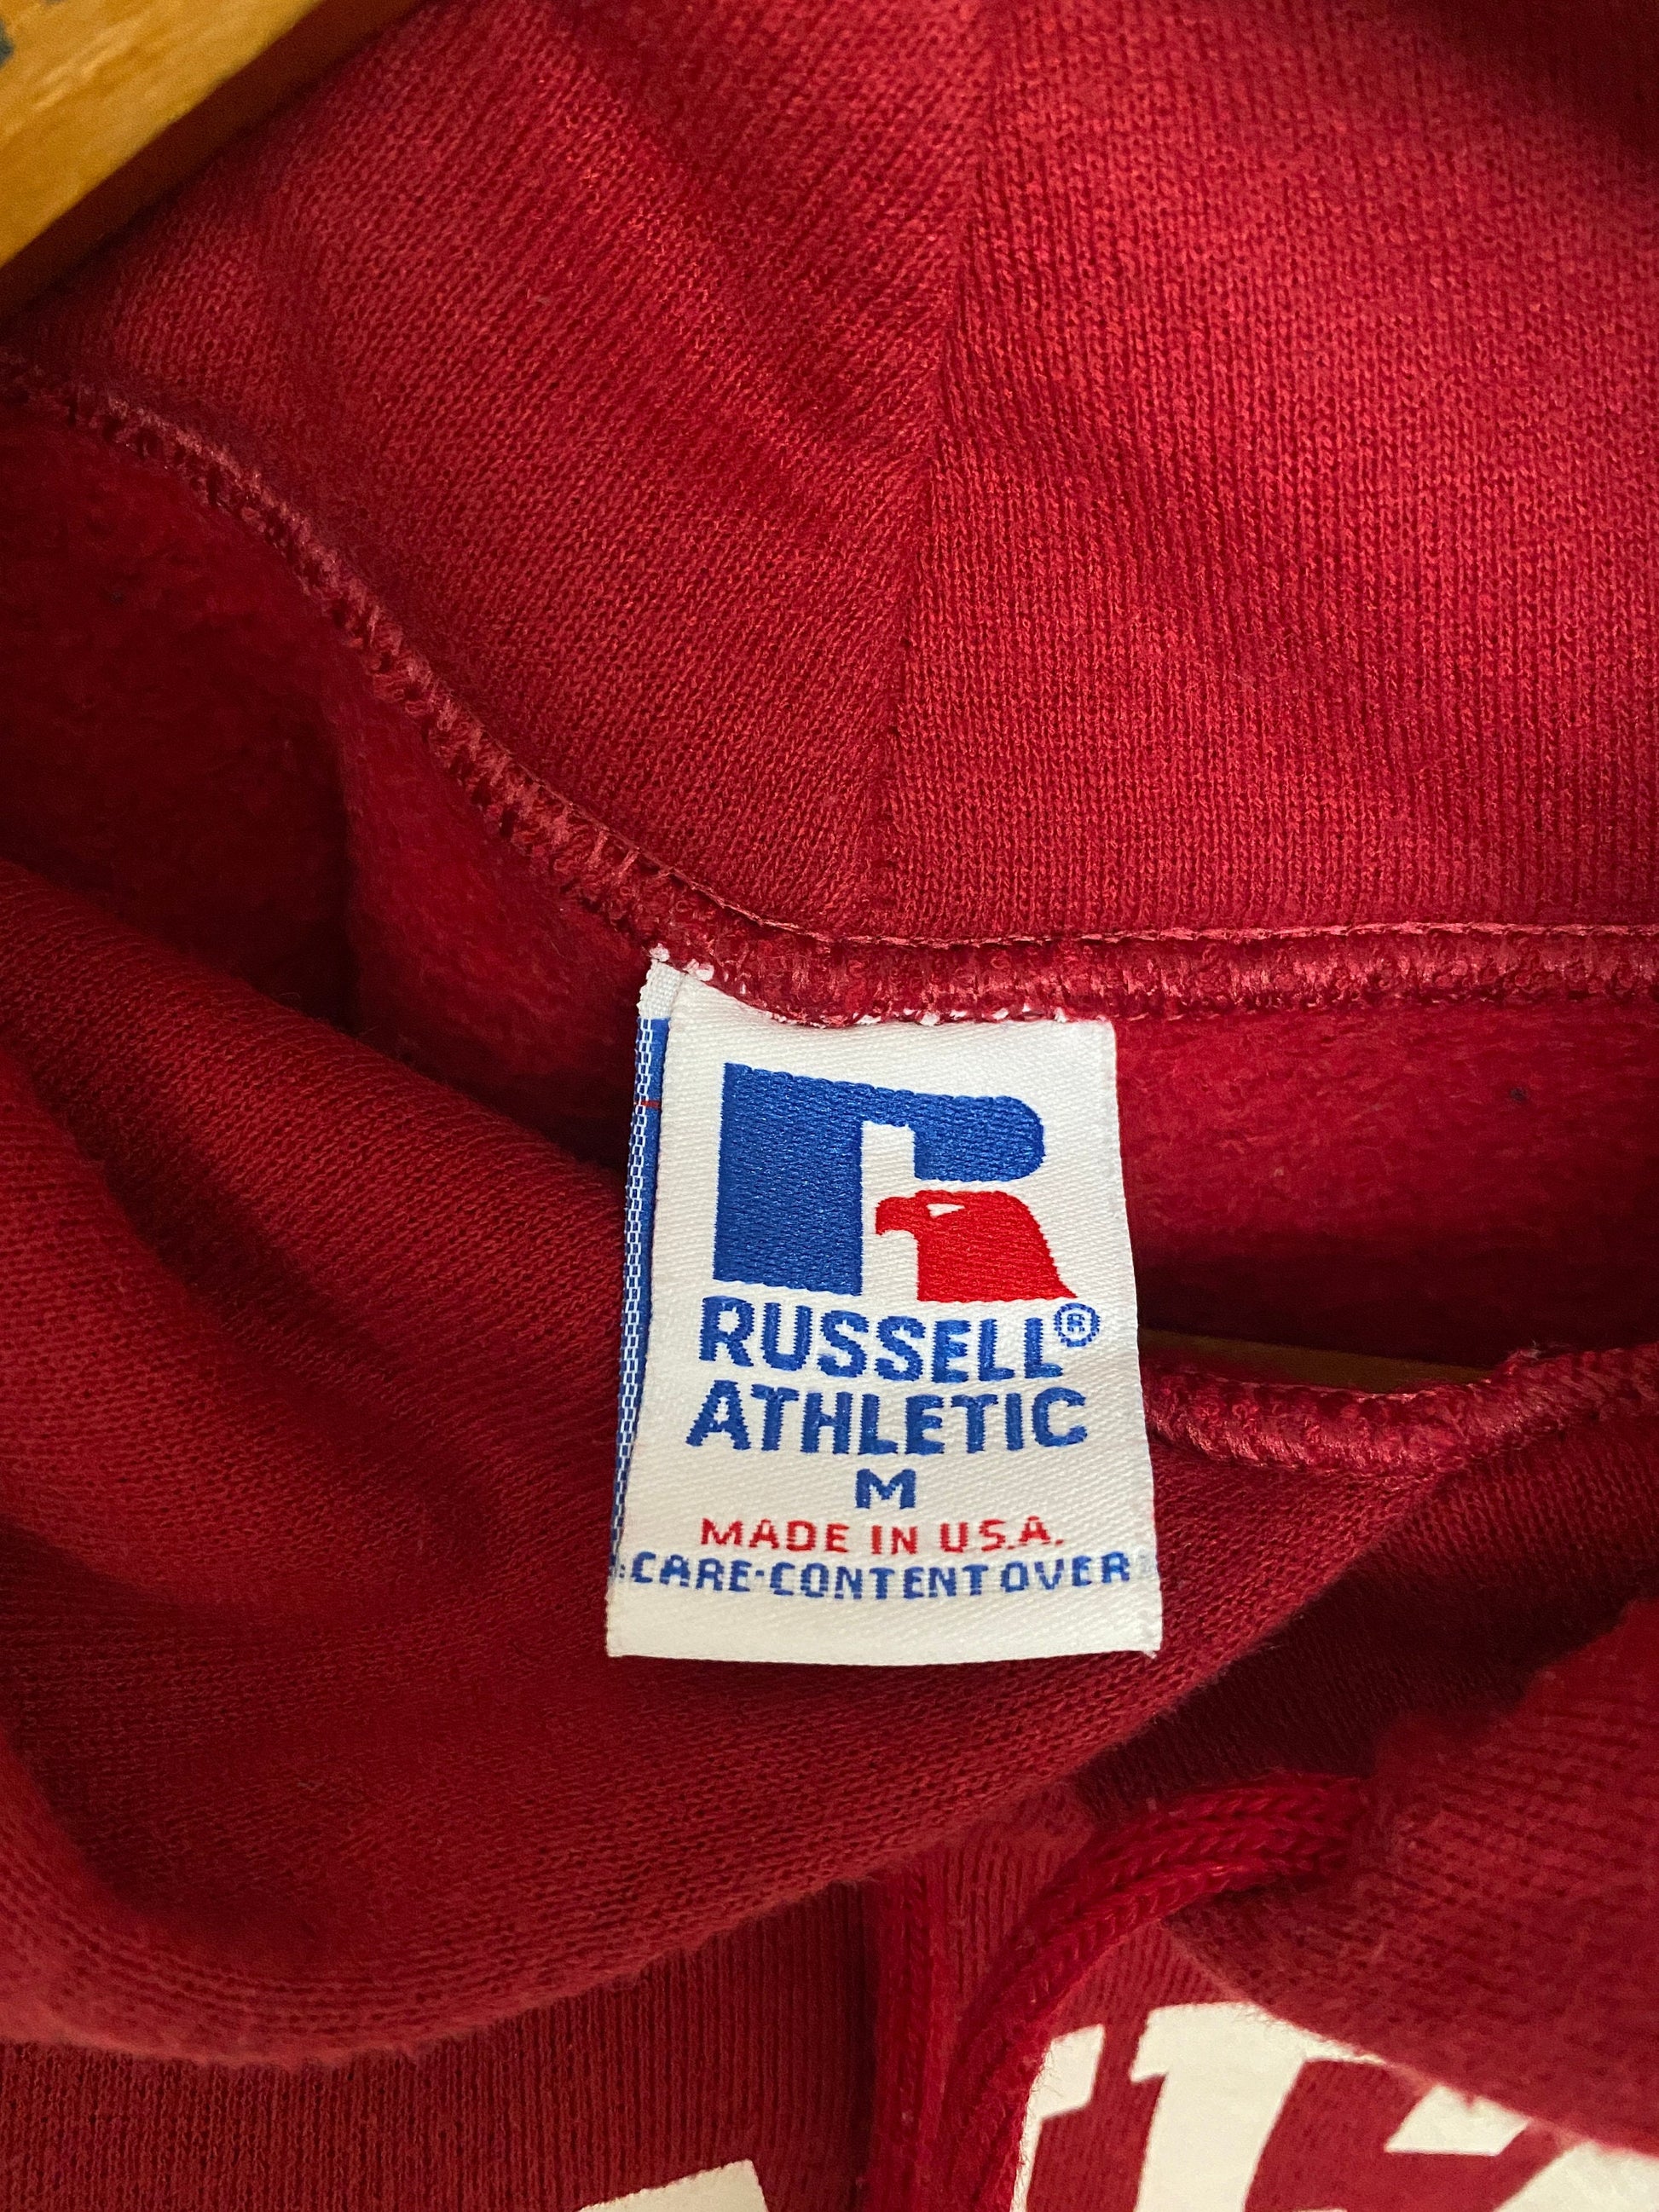 RUSSELL®
ATHLETIC
M
MADE IN U.S.A.
CARE·CONTENT OVER